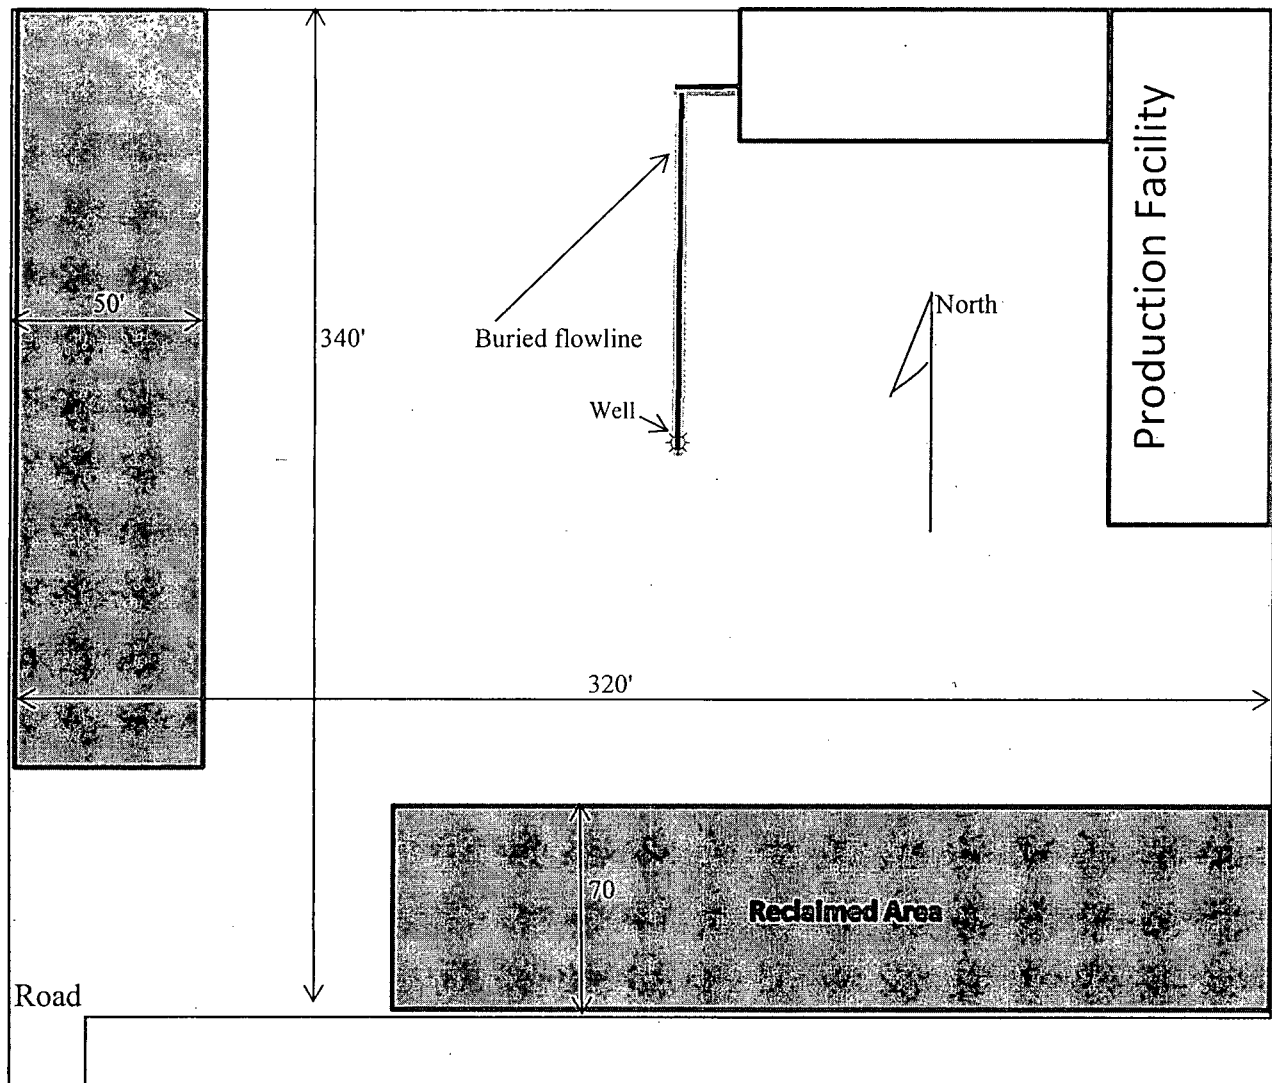 Production Facility
50'
North
340'
Buried flowline
Well
320'
70
Reclaimed Area
Road